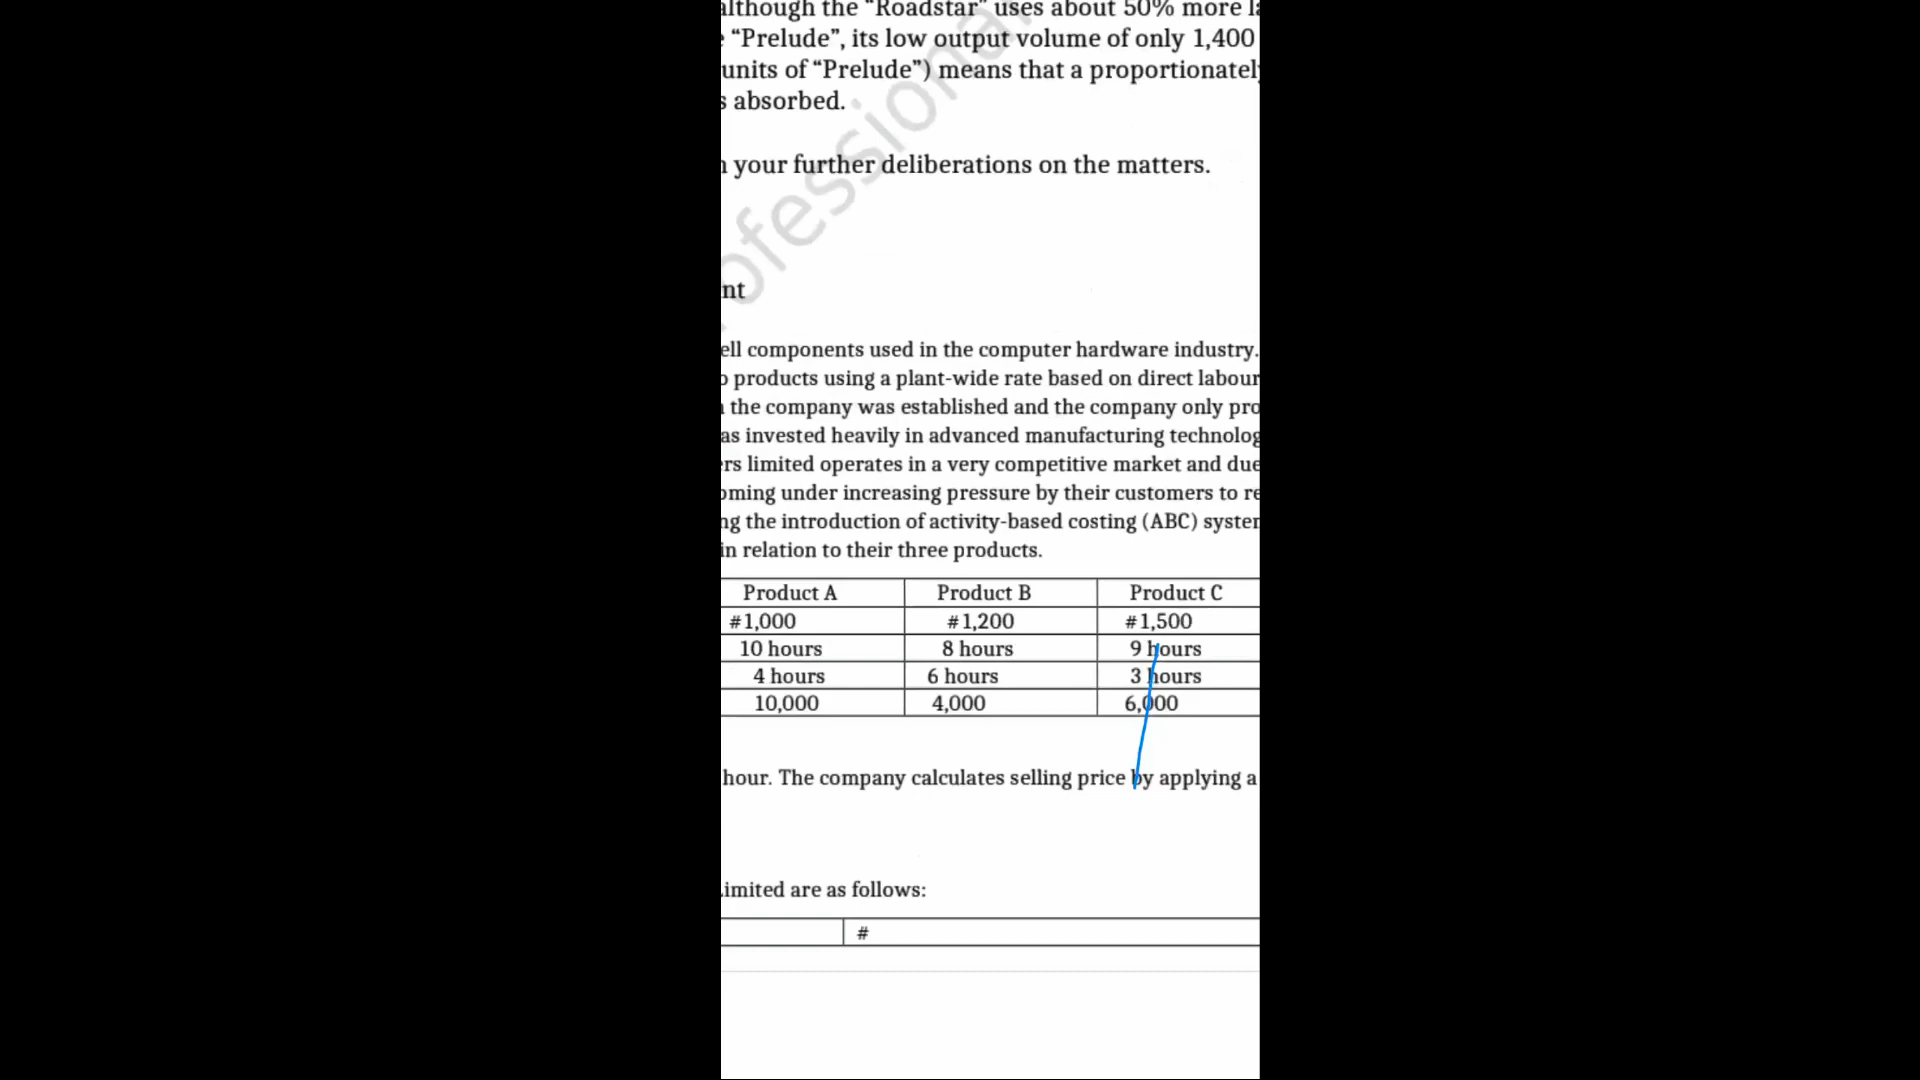 although the “Roadstar” uses about 50% more
“Prelude”, its low output volume of only 1,400
units of “Prelude”) means that a proportionatel
s absorbed.
your further deliberations on the matters.
ofessiona
nt
ell components used in the computer hardware industry.
o products using a plant-wide rate based on direct labour
the company was established and the company only pro
as invested heavily in advanced manufacturing technolog
ers limited operates in a very competitive market and due
oming under increasing pressure by their customers to re
ng the introduction of activity-based costing (ABC) syste
in relation to their three products.
Product A Product B Product C
#1,000 #1,200 #1,500
10 hours 8 hours 9 hours
4 hours 6 hours 3 hours
10,000 4,000 6,000
hour. The company calculates selling price by applying a
imited are as follows:
#